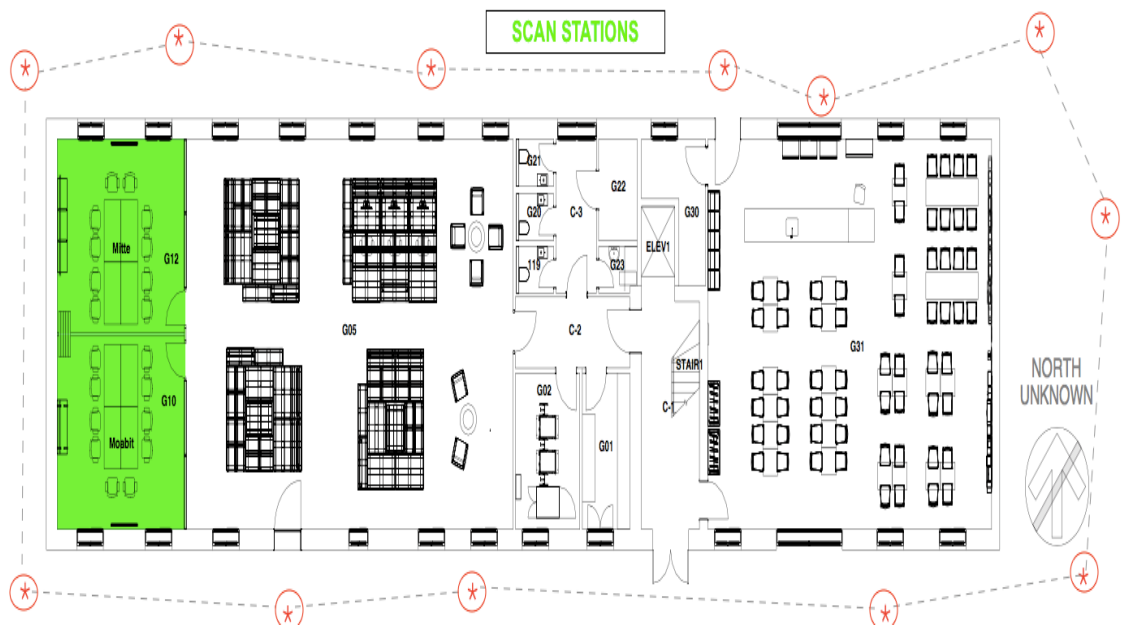 SCAN STATIONS
G21
G22
G20
C-3
119
G23
ELEV1
G30
Mitte
G12
G05
C-2
STAIR1
G31
C-1
G02
G01
G10
Moabit
NORTH
UNKNOWN